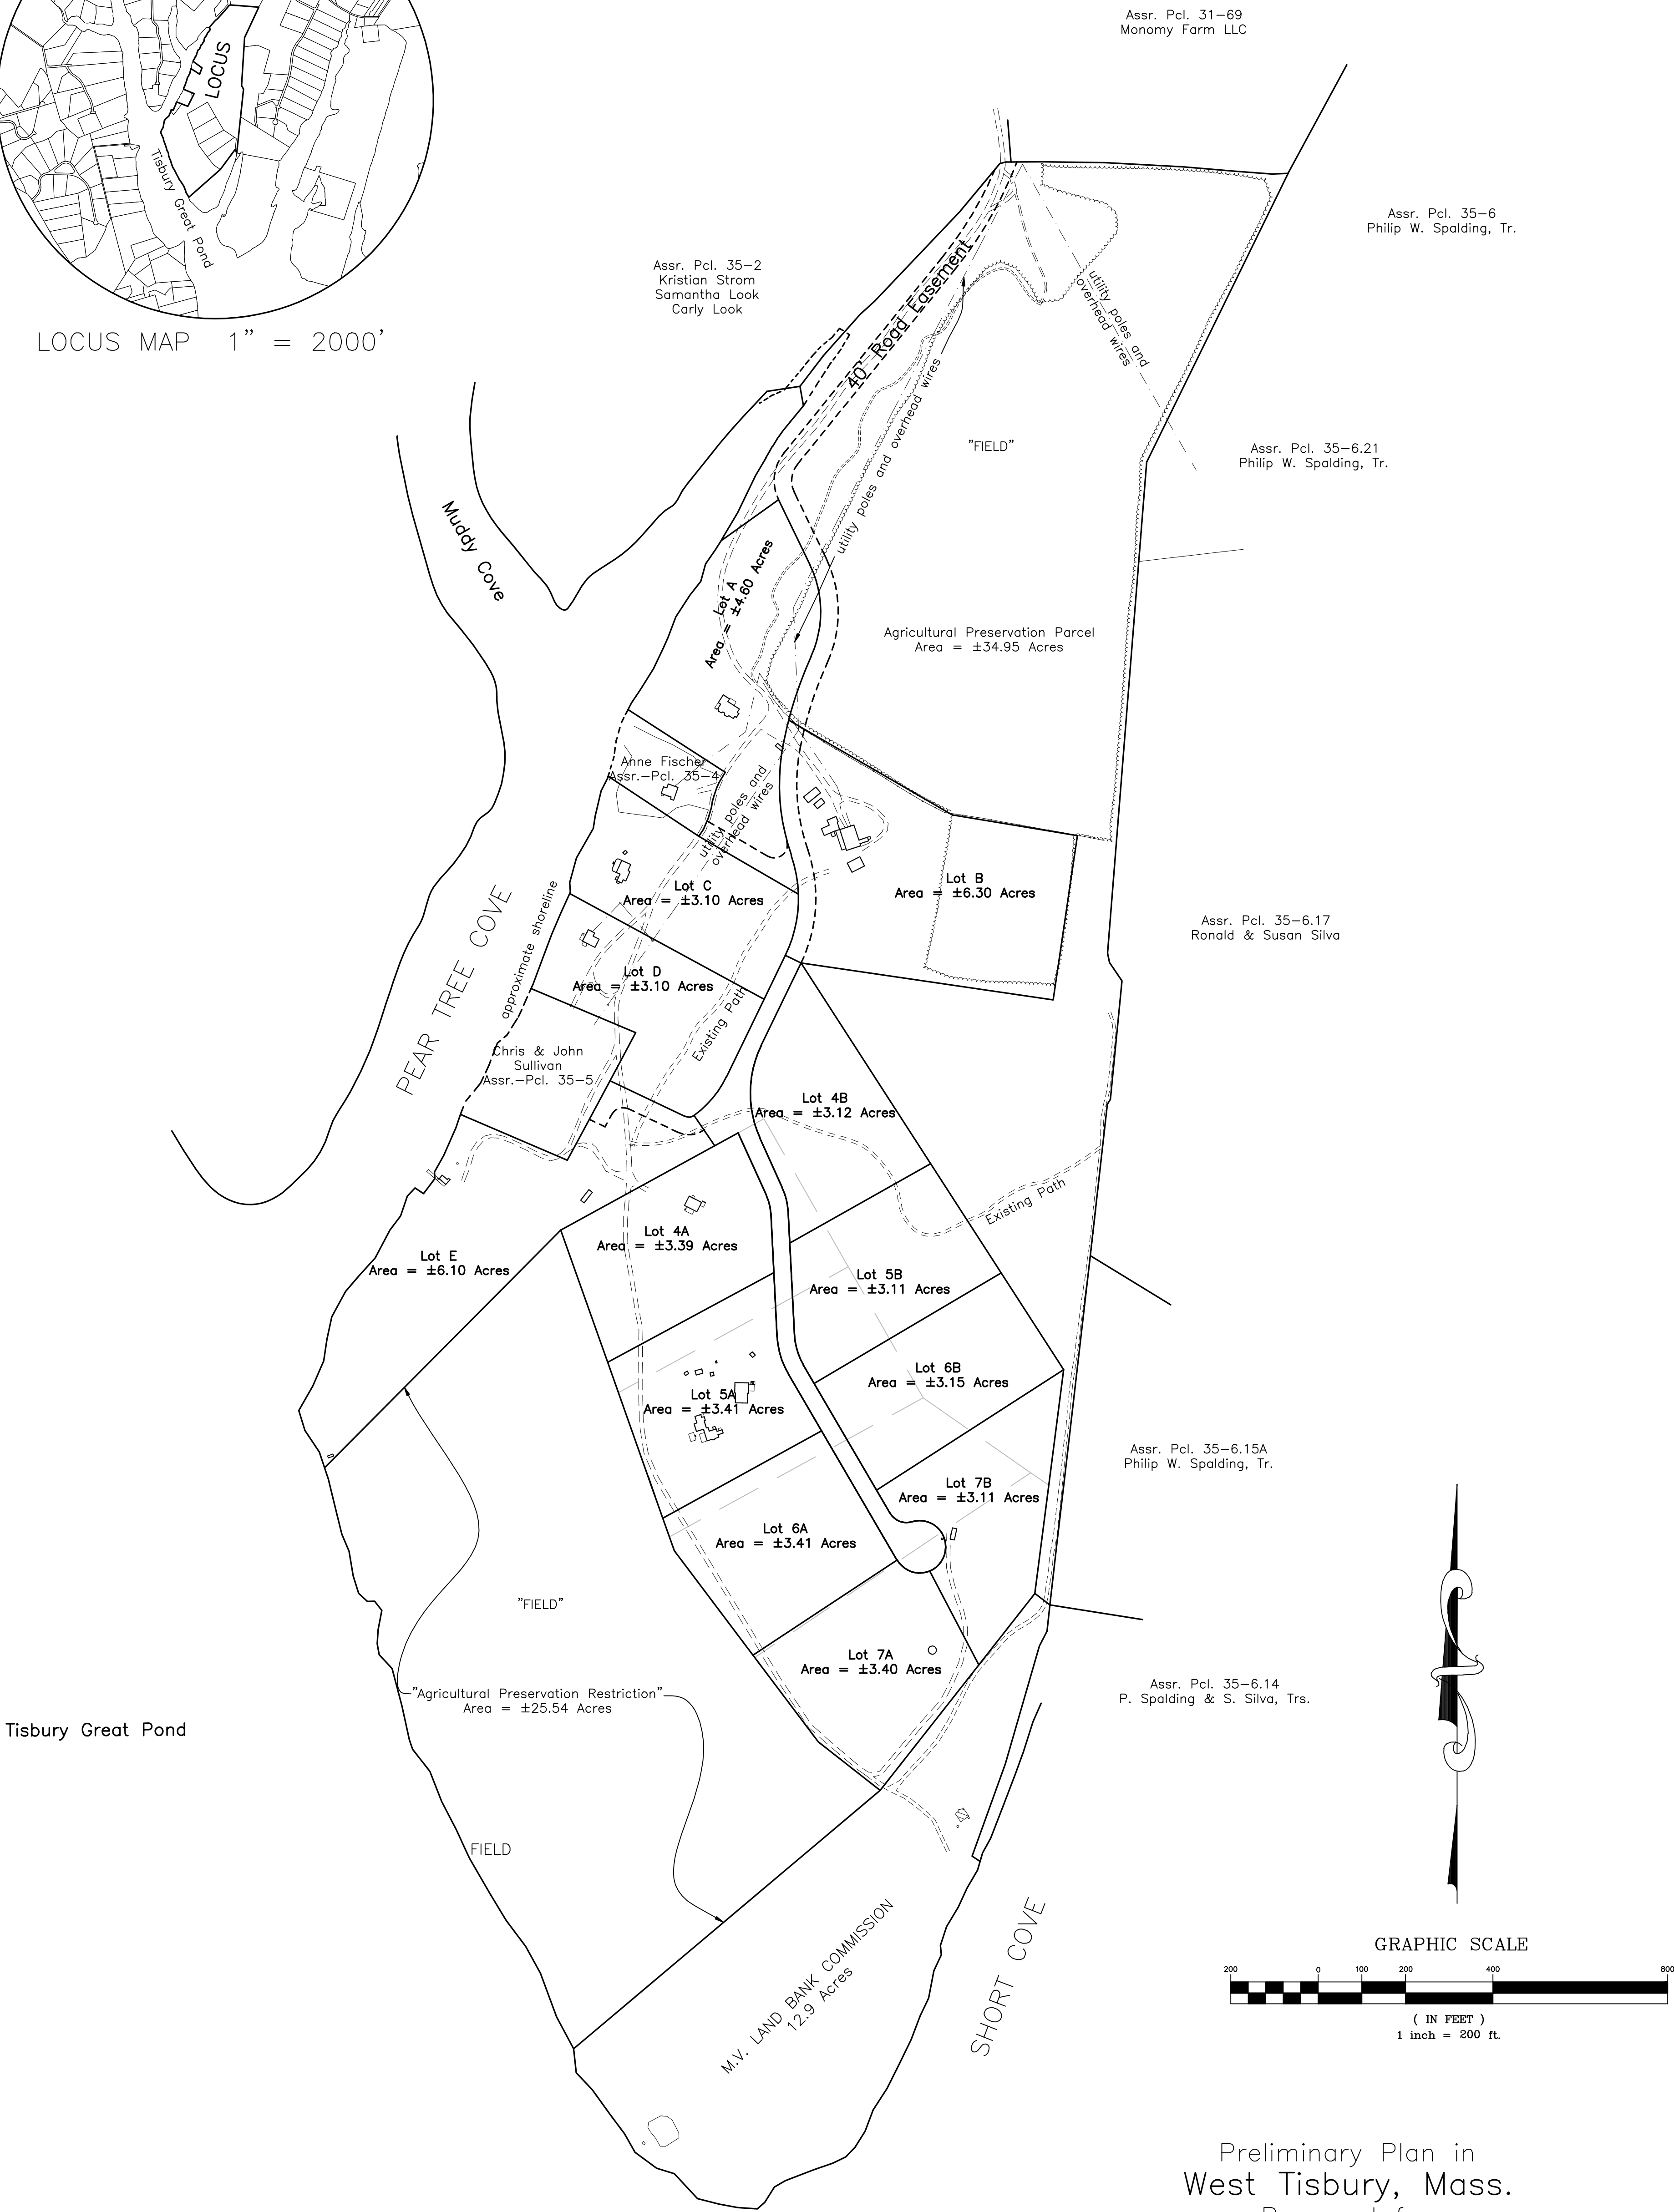 Assr. Pcl. 31-69
Monomy Farm LLC
LOCUS
Tisbury Great Pond
LOCUS MAP 1" = 2000'
Assr. Pcl. 35-6
Philip W. Spalding, Tr.
Assr. Pcl. 35-2
Kristian Strom
Samantha Look
Carly Look
40' Road Easement
utility poles and
overhead wires
utility poles and overhead wires
"FIELD"
Assr. Pcl. 35-6.21
Philip W. Spalding, Tr.
Muddy Cove
Lot A
Area = ±4.60 Acres
Agricultural Preservation Parcel
Area = ±34.95 Acres
Anne Fischer
Assr.-Pcl. 35-4
utility poles and
overhead wires
Lot C
Area = ±3.10 Acres
Lot B
Area = ±6.30 Acres
Assr. Pcl. 35-6.17
Ronald & Susan Silva
PEAR TREE COVE
approximate shoreline
Lot D
Area = ±3.10 Acres
Existing Path
Chris & John
Sullivan
Assr.-Pcl. 35-5
Lot 4B
Area = ±3.12 Acres
Existing Path
Lot 4A
Area = ±3.39 Acres
Lot E
Area = ±6.10 Acres
Lot 5B
Area = ±3.11 Acres
Lot 6B
Area = ±3.15 Acres
Lot 5A
Area = ±3.41 Acres
Assr. Pcl. 35-6.15A
Philip W. Spalding, Tr.
Lot 7B
Area = ±3.11 Acres
Lot 6A
Area = ±3.41 Acres
"FIELD"
Lot 7A
Area = ±3.40 Acres
"Agricultural Preservation Restriction"
Area = ±25.54 Acres
Assr. Pcl. 35-6.14
P. Spalding & S. Silva, Trs.
Tisbury Great Pond
FIELD
M.V. LAND BANK COMMISSION
12.9 Acres
SHORT COVE
GRAPHIC SCALE
200 0 100 200 400 800
( IN FEET )
1 inch = 200 ft.
Preliminary Plan in
West Tisbury, Mass.